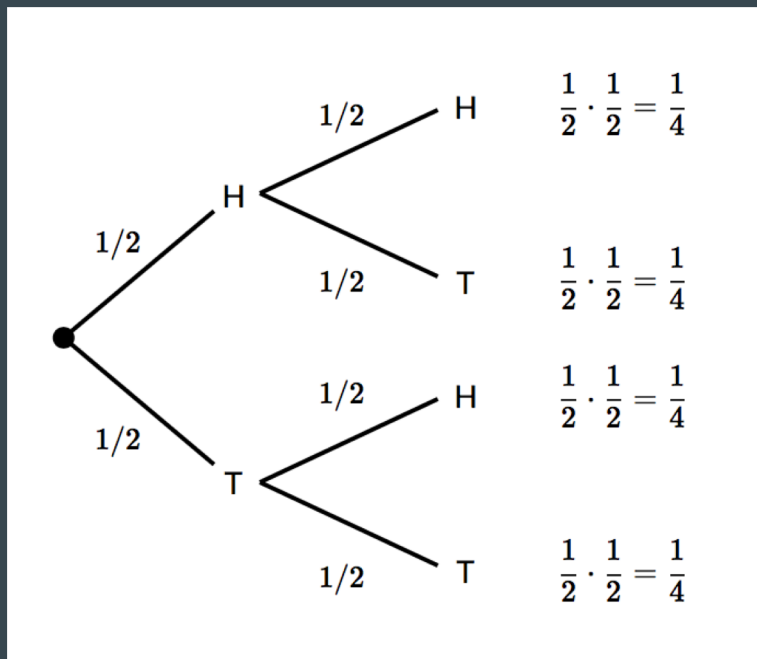 1/2 H 1/2 · 1/2 = 1/4
H
1/2
1/2 T 1/2 · 1/2 = 1/4
1/2 H 1/2 · 1/2 = 1/4
1/2
T
1/2 T 1/2 · 1/2 = 1/4